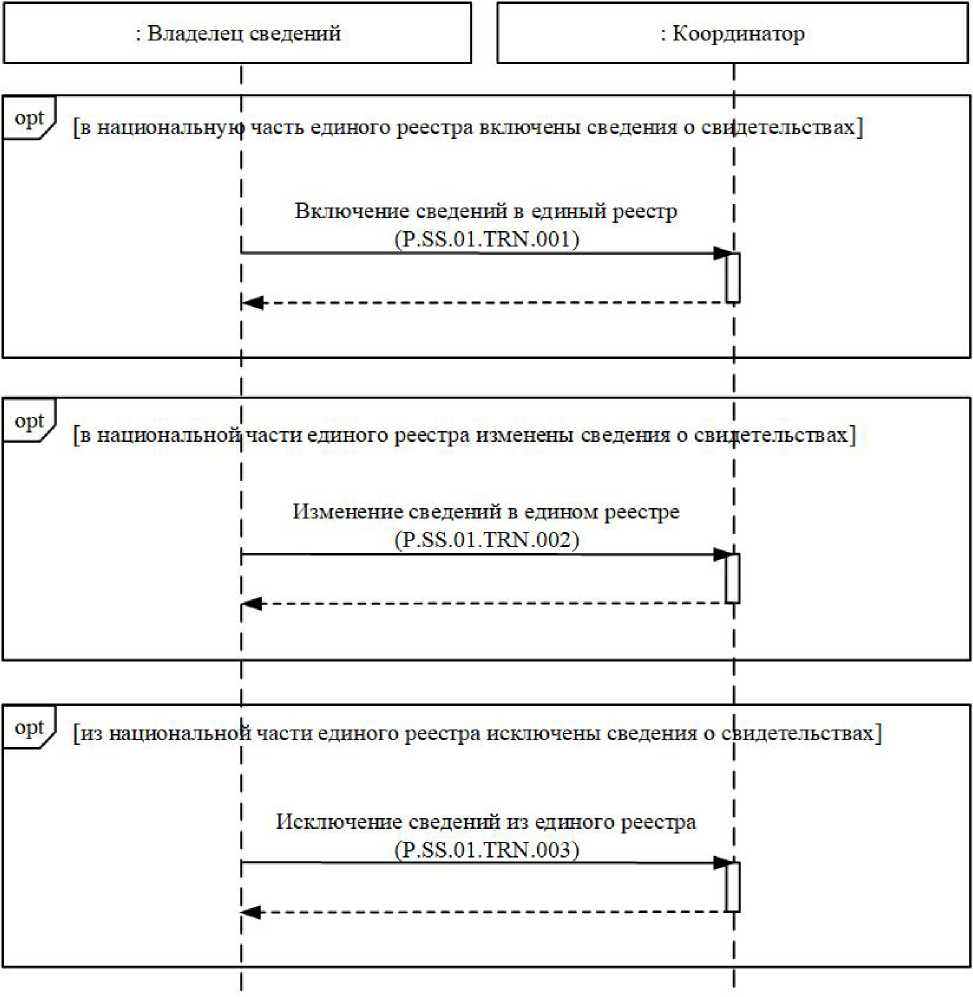 : Владелец сведений
: Координатор
opt
[в национальную часть единого реестра включены сведения о свидетельствах]
Включение сведений в единый реестр
(P.SS.01.TRN.001)
opt
[в национальной части единого реестра изменены сведения о свидетельствах]
Изменение сведений в едином реестре
(P.SS.01.TRN.002)
opt
[из национальной части единого реестра исключены сведения о свидетельствах]
Исключение сведений из единого реестра
(P.SS.01.TRN.003)